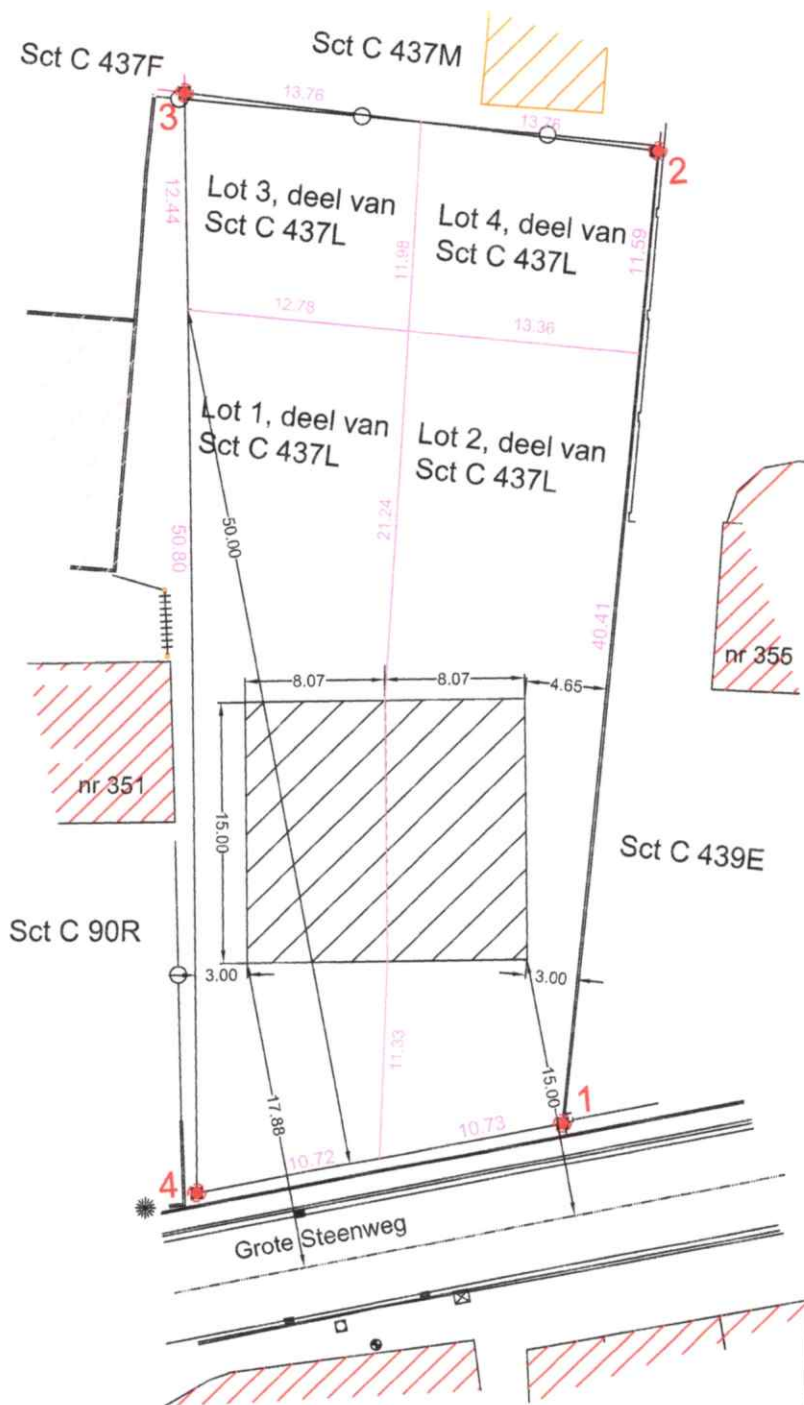 Sct C 437F
Sct C 437M
3
13.76
13.76
2
12.44
Lot 3, deel van
Sct C 437L
11.98
Lot 4, deel van
Sct C 437L
11.59
12.78
13.36
Lot 1, deel van
Sct C 437L
Lot 2, deel van
Sct C 437L
50.80
50.00
21.24
40.41
nr 355
8.07
8.07
4.65
nr 351
15.00
Sct C 439E
Sct C 90R
3.00
3.00
11.33
17.88
15.00
1
10.72
10.73
4
Grote Steenweg